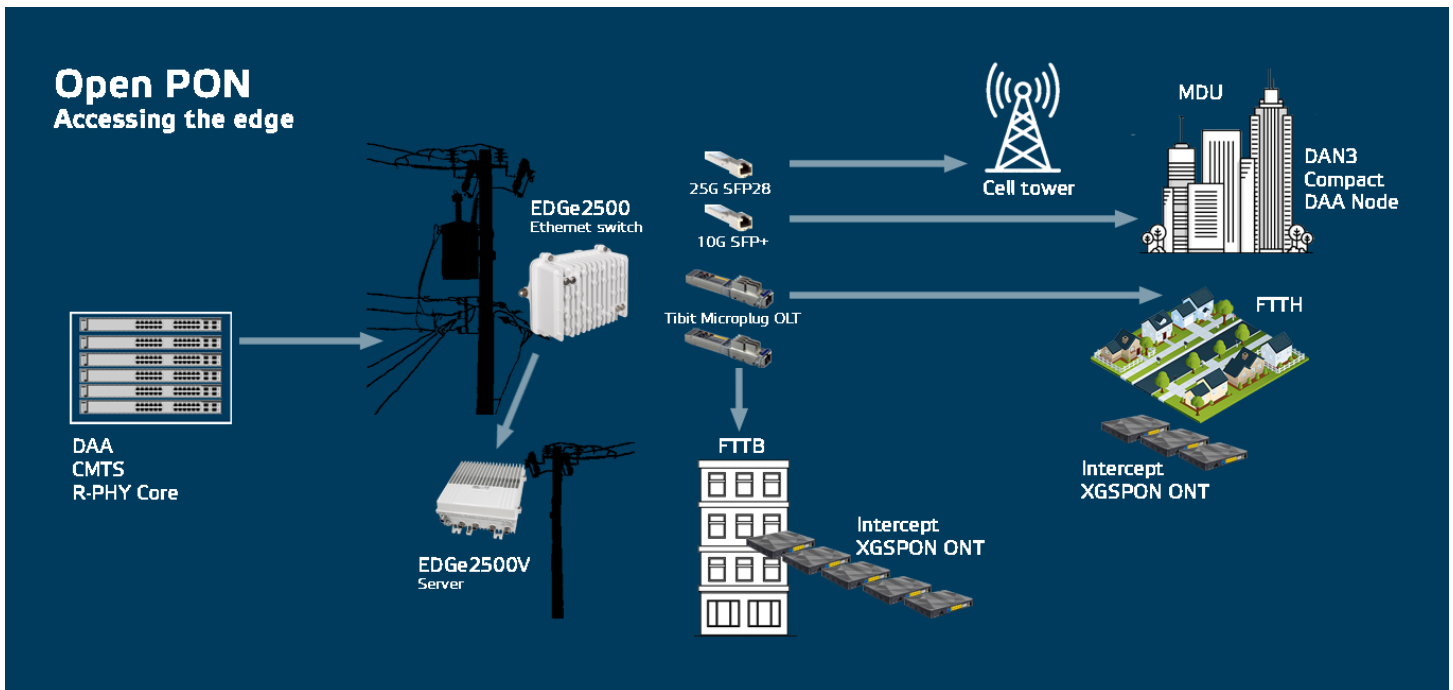 Open PON
Accessing the edge
EDGe2500
Ethernet switch
DAA
CMTS
R-PHY Core
EDGe2500V
Server
25G SFP28
10G SFP+
Tibit Microplug OLT
Cell tower
MDU
DAN3
Compact
DAA Node
FTTH
Intercept
XGSPON ONT
FTTB
Intercept
XGSPON ONT